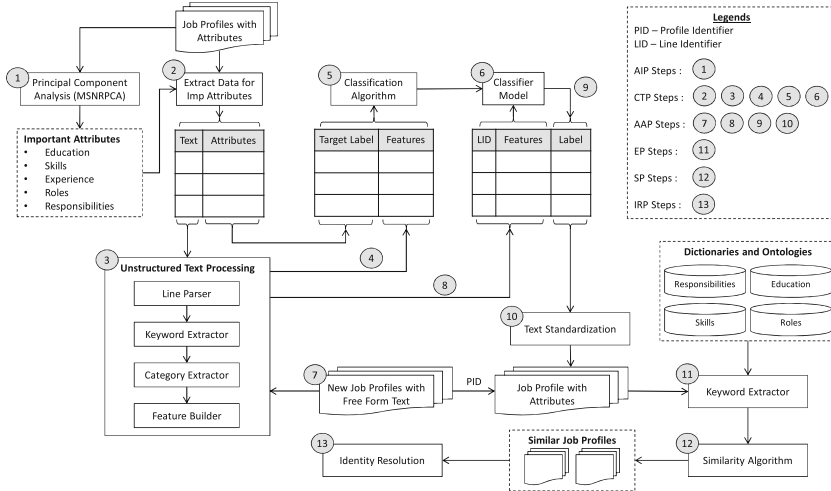 Job Profiles with
Attributes
1
Principal Component
Analysis (MSNRPCA)
2
Extract Data for
Imp Attributes
5
Classification
Algorithm
6
Classifier
Model
9
Important Attributes
• Education
• Skills
• Experience
• Roles
• Responsibilities
Text Attributes
Target Label Features
LID Features Label
Legends
PID – Profile Identifier
LID – Line Identifier
AIP Steps : 1
CTP Steps : 2 3 4 5 6
AAP Steps : 7 8 9 10
EP Steps : 11
SP Steps : 12
IRP Steps : 13
3
Unstructured Text Processing
Line Parser
Keyword Extractor
Category Extractor
Feature Builder
4
8
Dictionaries and Ontologies
Responsibilities
Education
Skills
Roles
10
Text Standardization
7
New Job Profiles with
Free Form Text
PID
Job Profile with
Attributes
11
Keyword Extractor
12
Similarity Algorithm
Similar Job Profiles
13
Identity Resolution